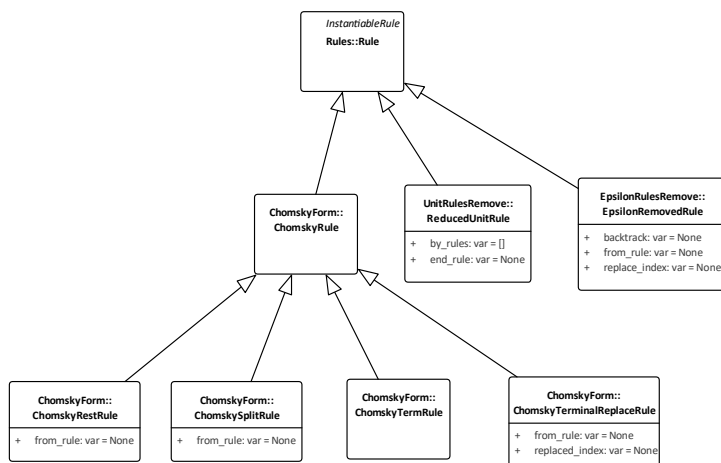 InstantiableRule
Rules::Rule
ChomskyForm::
ChomskyRule
UnitRulesRemove::
ReducedUnitRule
+ by_rules: var = []
+ end_rule: var = None
EpsilonRulesRemove::
EpsilonRemovedRule
+ backtrack: var = None
+ from_rule: var = None
+ replace_index: var = None
ChomskyForm::
ChomskyRestRule
+ from_rule: var = None
ChomskyForm::
ChomskySplitRule
+ from_rule: var = None
ChomskyForm::
ChomskyTermRule
ChomskyForm::
ChomskyTerminalReplaceRule
+ from_rule: var = None
+ replaced_index: var = None